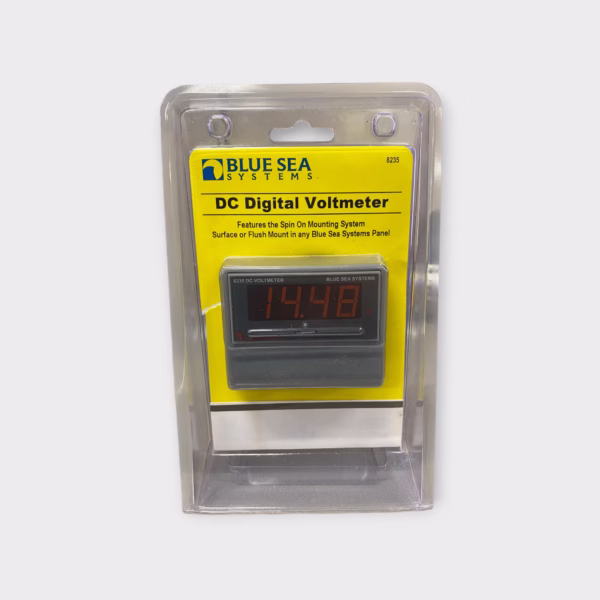 BLUE SEA
SYSTEMS
8235
DC Digital Voltmeter
Features the Spin On Mounting System
Surface or Flush Mount in any Blue Sea Systems Panel
8235 DC VOLTMETER BLUE SEA SYSTEMS
14.48